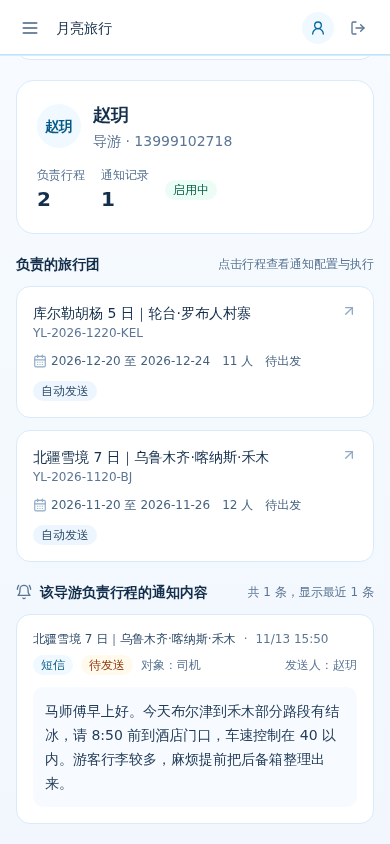 月亮旅行
赵玥
赵玥
导游 · 13999102718
负责行程
通知记录
2
1
启用中
负责的旅行团
点击行程查看通知配置与执行
库尔勒胡杨 5 日｜轮台·罗布人村寨
YL-2026-1220-KEL
2026-12-20 至 2026-12-24 11 人 待出发
自动发送
北疆雪境 7 日｜乌鲁木齐·喀纳斯·禾木
YL-2026-1120-BJ
2026-11-20 至 2026-11-26 12 人 待出发
自动发送
该导游负责行程的通知内容
共 1 条，显示最近 1 条
北疆雪境 7 日｜乌鲁木齐·喀纳斯·禾木 · 11/13 15:50
短信 待发送 对象：司机 发送人：赵玥
马师傅早上好。今天布尔津到禾木部分路段有结
冰，请 8:50 前到酒店门口，车速控制在 40 以
内。游客行李较多，麻烦提前把后备箱整理出
来。